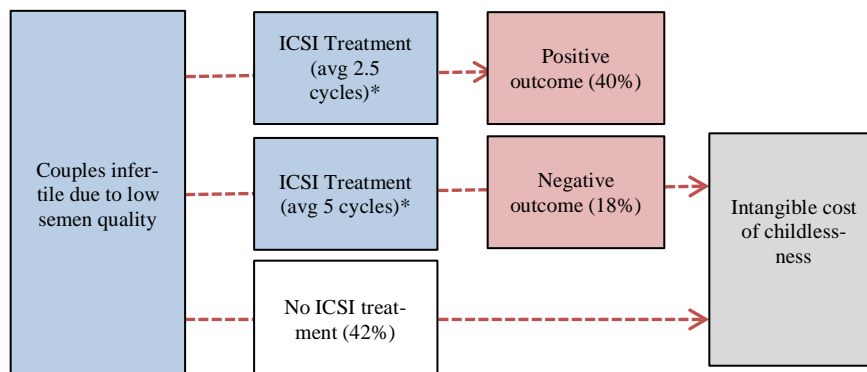 ICSI Treatment
(avg 2.5
cycles)*
Positive
outcome (40%)
Couples infer-
tile due to low
semen quality
ICSI Treatment
(avg 5 cycles)*
Negative
outcome (18%)
Intangible cost
of childless-
ness
No ICSI treat-
ment (42%)